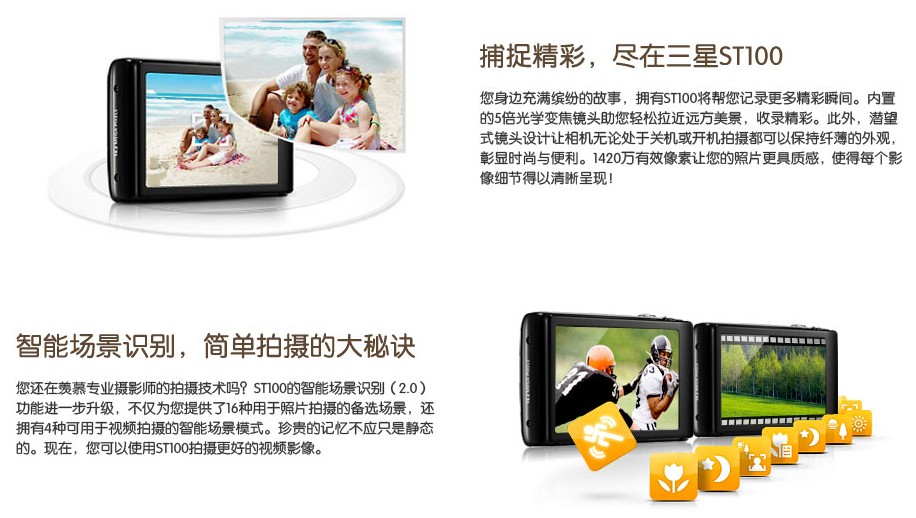 捕捉精彩，尽在三星ST100
您身边充满缤纷的故事，拥有ST100将帮您记录更多精彩瞬间。内置
的5倍光学变焦镜头助您轻松拉近远方美景，收录精彩。此外，潜望
式镜头设计让相机无论处于关机或开机拍摄都可以保持纤薄的外观，
彰显时尚与便利。1420万有效像素让您的照片更具质感，使得每个影
像细节得以清晰呈现！
智能场景识别，简单拍摄的大秘诀
您还在羡慕专业摄影师的拍摄技术吗？ST100的智能场景识别（2.0）
功能进一步升级，不仅为您提供了16种用于照片拍摄的备选场景，还
拥有4种可用于视频拍摄的智能场景模式。珍贵的记忆不应只是静态
的。现在，您可以使用ST100拍摄更好的视频影像。